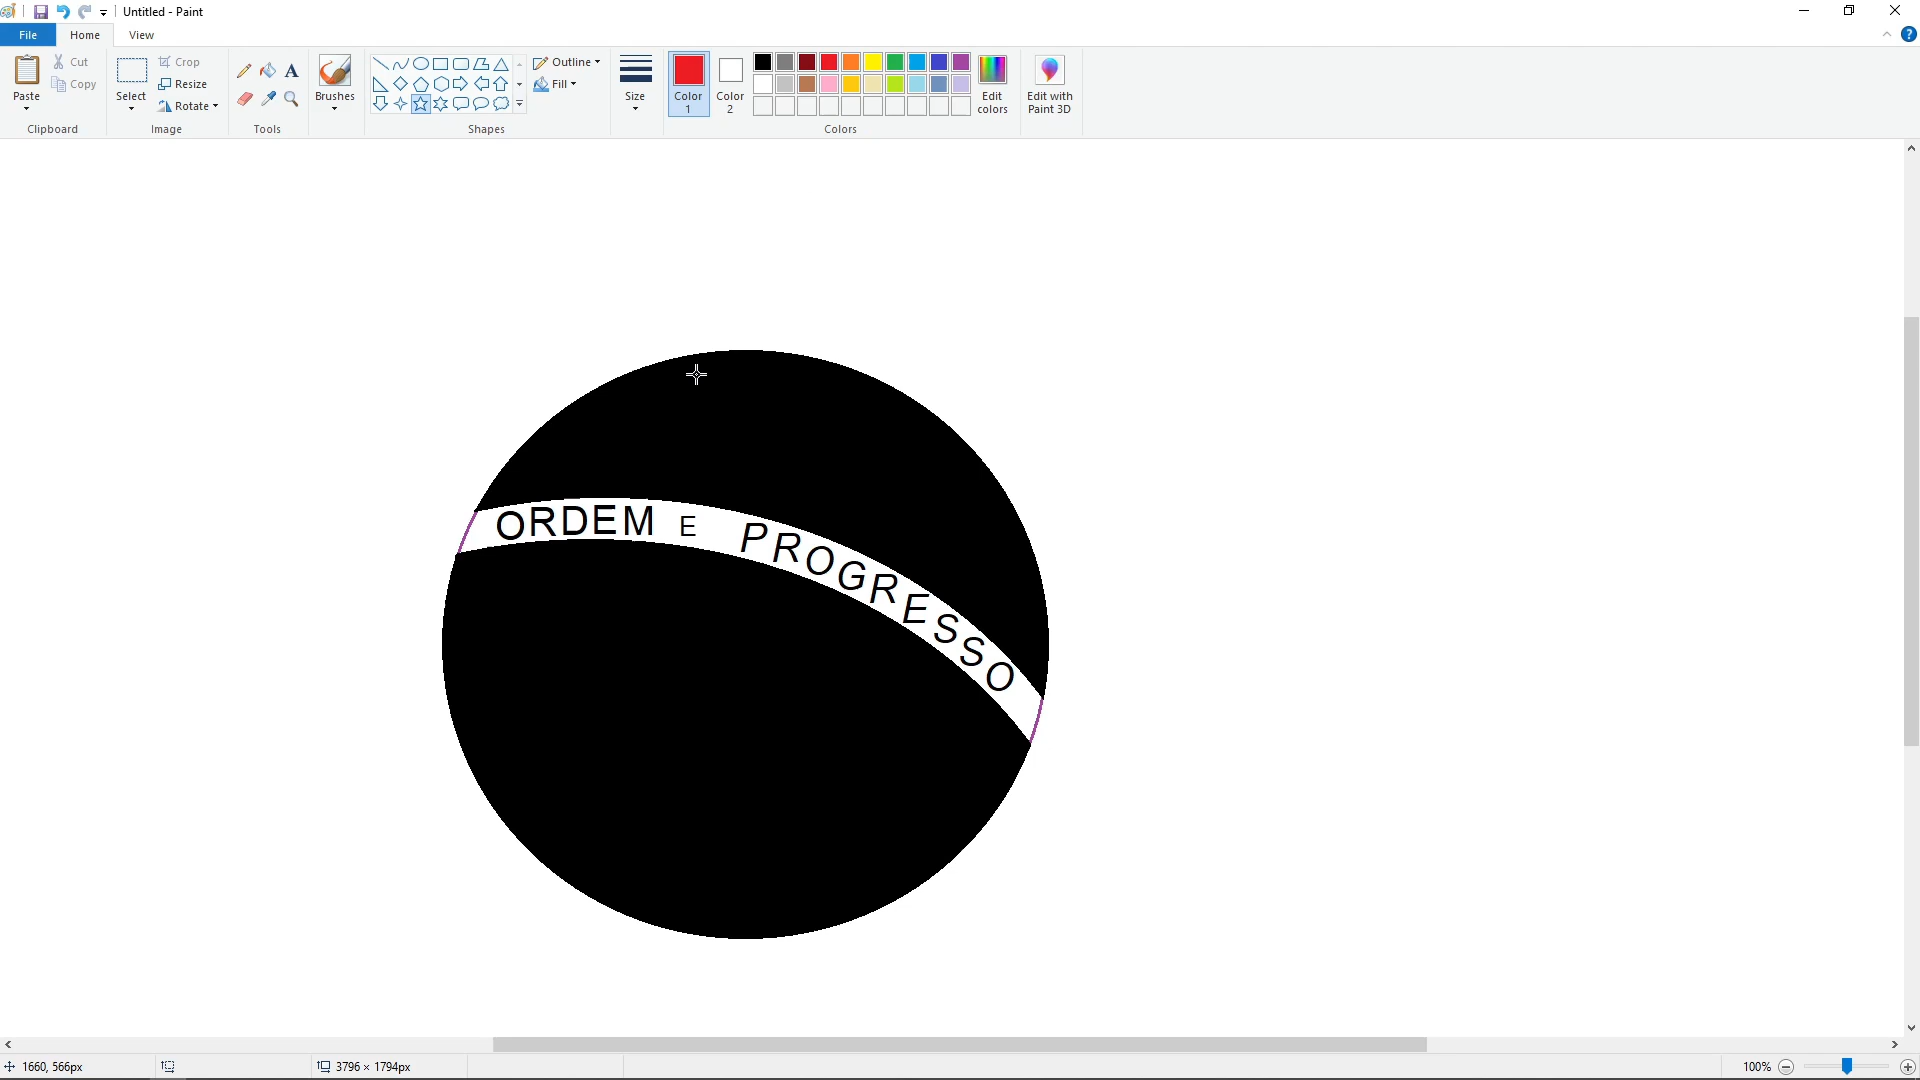 Untitled - Paint
File Home View
Paste
Cut
Copy
Clipboard
Select
Crop
Resize
Rotate
Image
Tools
Brushes
Shapes
Outline
Fill
Size
Color 1
Color 2
Colors
Edit colors
Edit with Paint 3D
ORDEM E PROGRESSO
1660, 566px
3796 × 1794px
100%